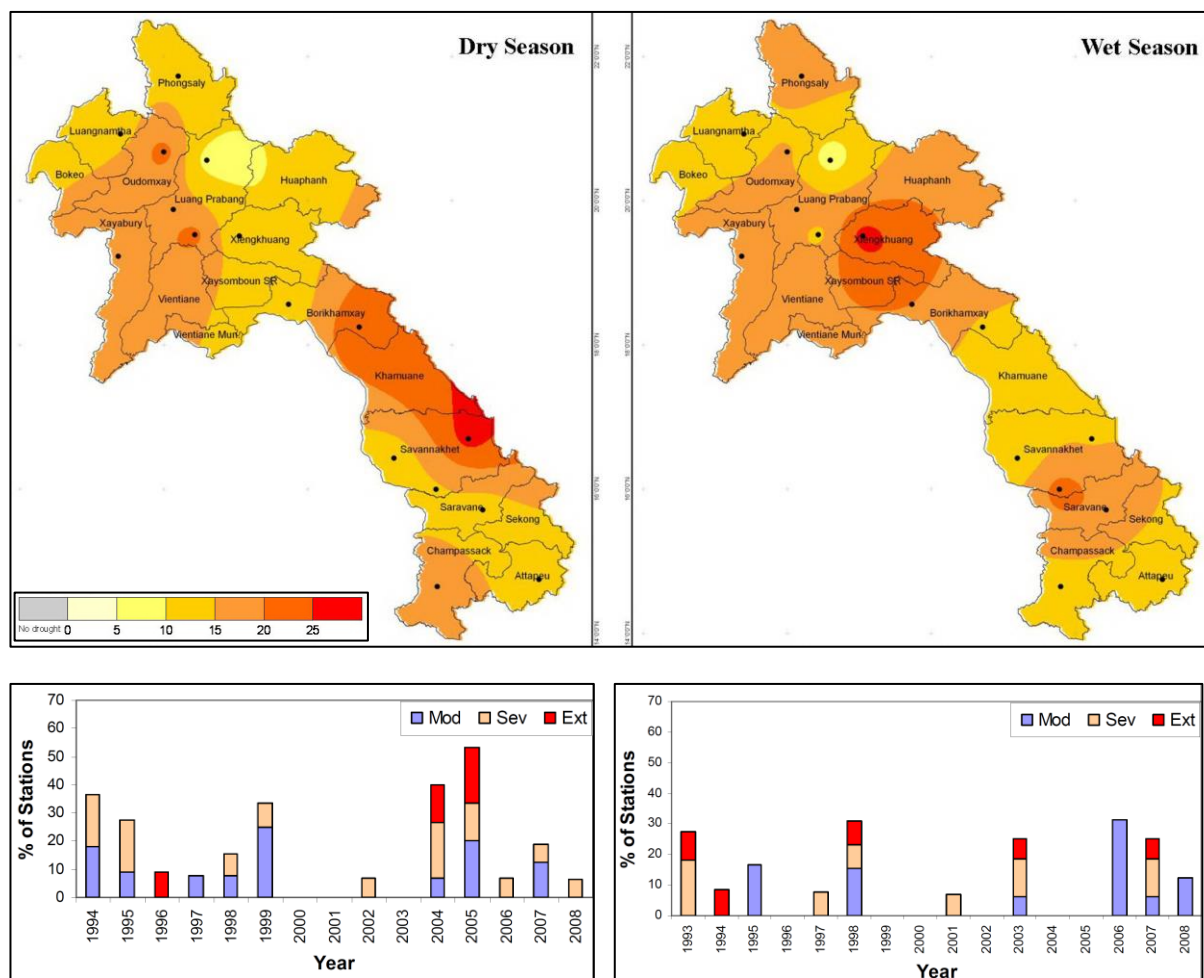 Dry Season
Phongsaly
Luangnamtha
Bokeo
Oudomxay
Luang Prabang
Huaphanh
Xayabury
Xiengkhuang
Xaysomboun SR
Vientiane
Vientiane Mun
Borikhamxay
Khamuane
Savannakhet
Saravane
Sekong
Champassack
Attapeu
No drought 0 5 10 15 20 25
Wet Season
Phongsaly
Luangnamtha
Bokeo
Oudomxay
Luang Prabang
Huaphanh
Xayabury
Xiengkhuang
Xaysomboun SR
Vientiane
Vientiane Mun
Borikhamxay
Khamuane
Savannakhet
Saravane
Sekong
Champassack
Attapeu
Mod Sev Ext
% of Stations
70
60
50
40
30
20
10
0
1994 1995 1996 1997 1998 1999 2000 2001 2002 2003 2004 2005 2006 2007 2008
Year
Mod Sev Ext
% of Stations
70
60
50
40
30
20
10
0
1993 1994 1995 1996 1997 1998 1999 2000 2001 2002 2003 2004 2005 2006 2007 2008
Year